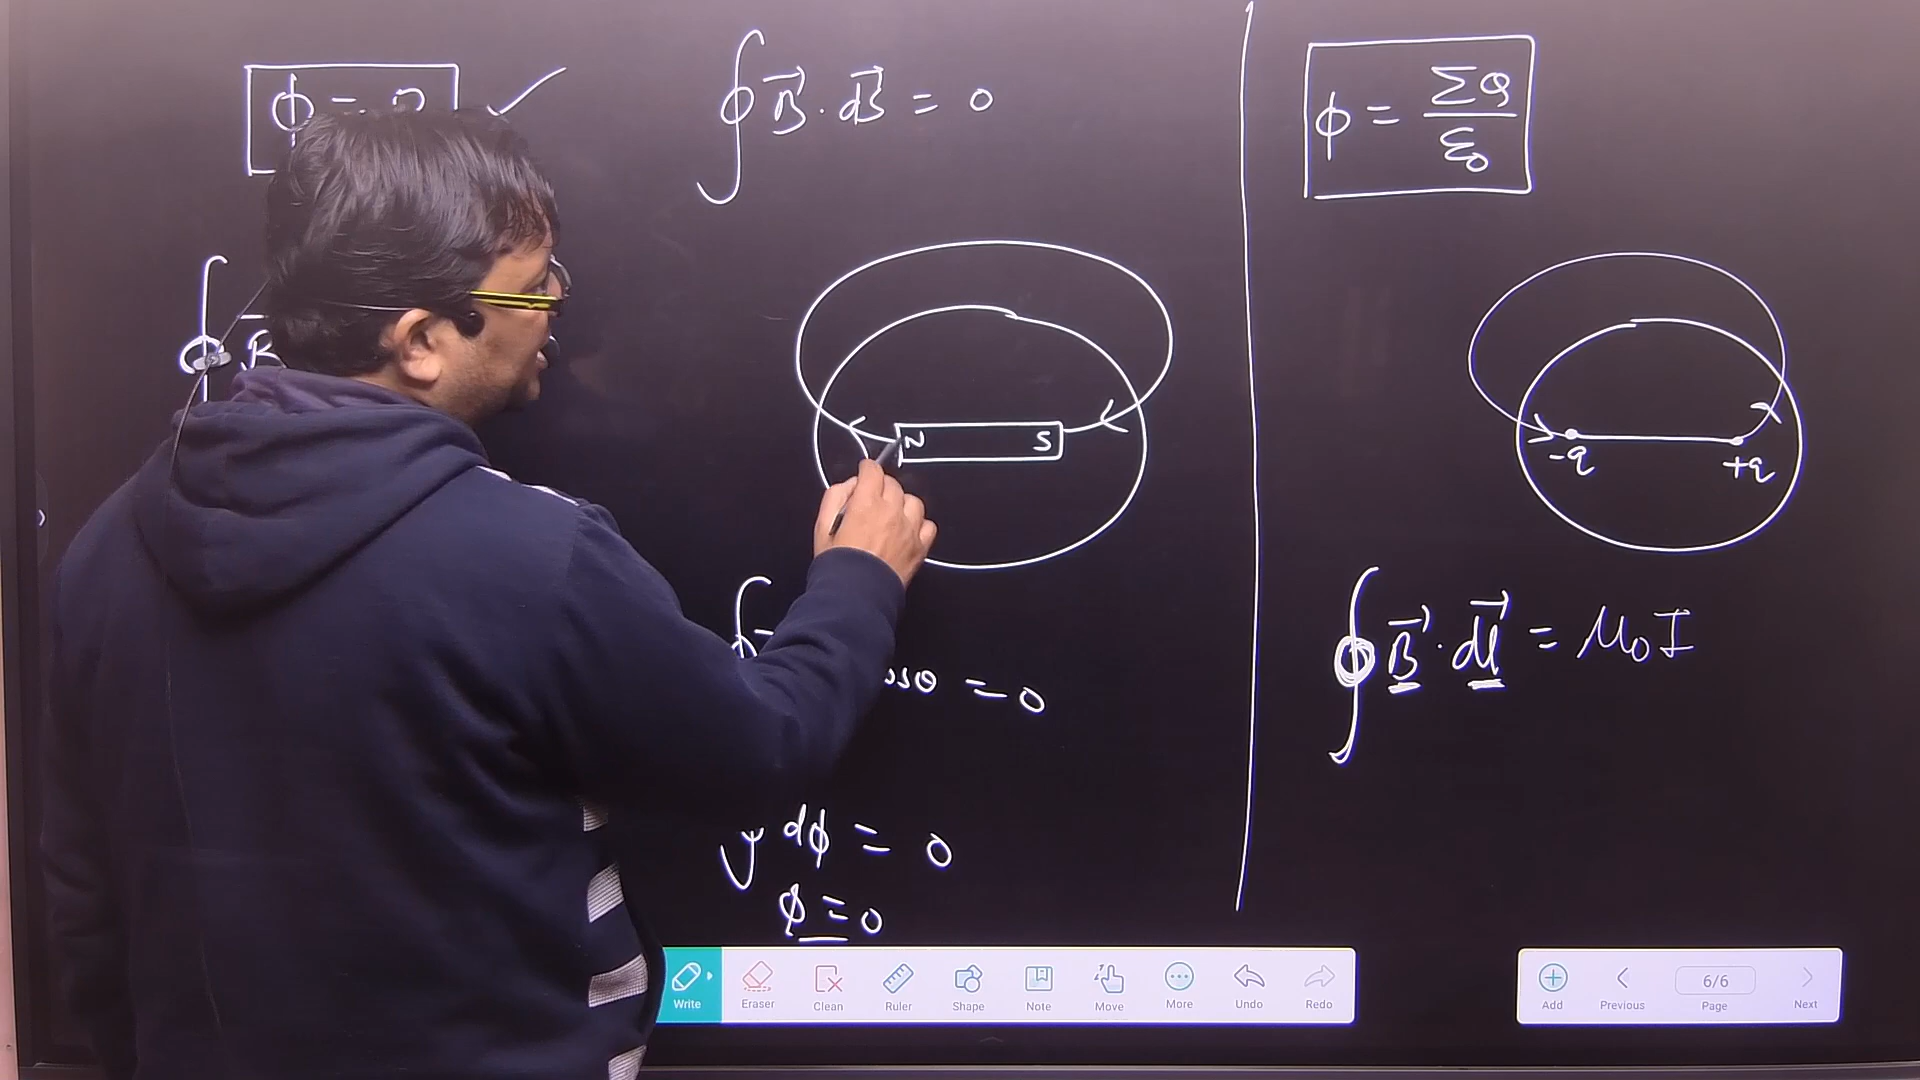 ϕ =
∮ B⃗ · dB⃗ = 0
ϕ = ΣQ/ε₀
N S
-q +q
∮ B⃗ · dl⃗ = μ₀I
osθ = 0
dϕ = 0
ϕ = 0
Write Eraser Clean Ruler Shape Note Move More Undo Redo
Add Previous 6/6 Page Next